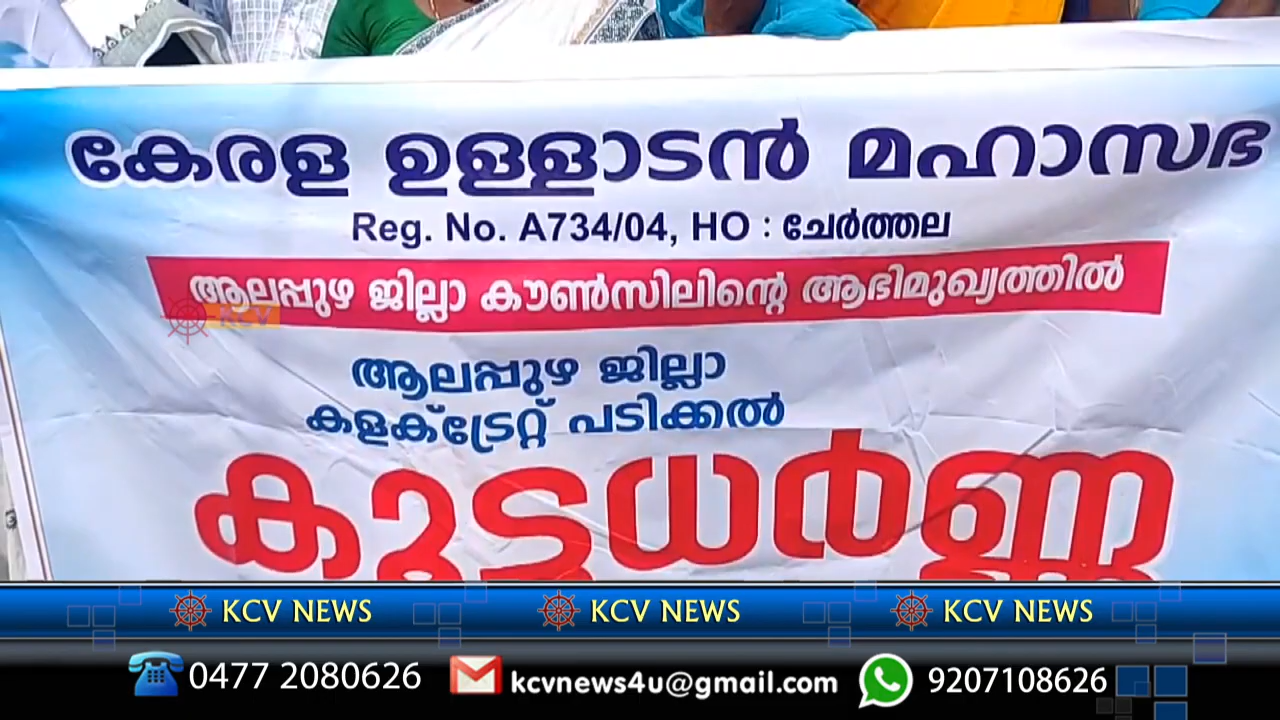 കേരള ഉള്ളാടൻ മഹാസഭ
Reg. No. A734/04, HO : ചേർത്തല
ആലപ്പുഴ ജില്ലാ കൗൺസിലിന്റെ ആഭിമുഖ്യത്തിൽ
KCV
ആലപ്പുഴ ജില്ലാ
കളക്ട്രേറ്റ് പടിക്കൽ
കൂട്ടധർണ്ണ
KCV NEWS KCV NEWS KCV NEWS
0477 2080626 kcvnews4u@gmail.com 9207108626